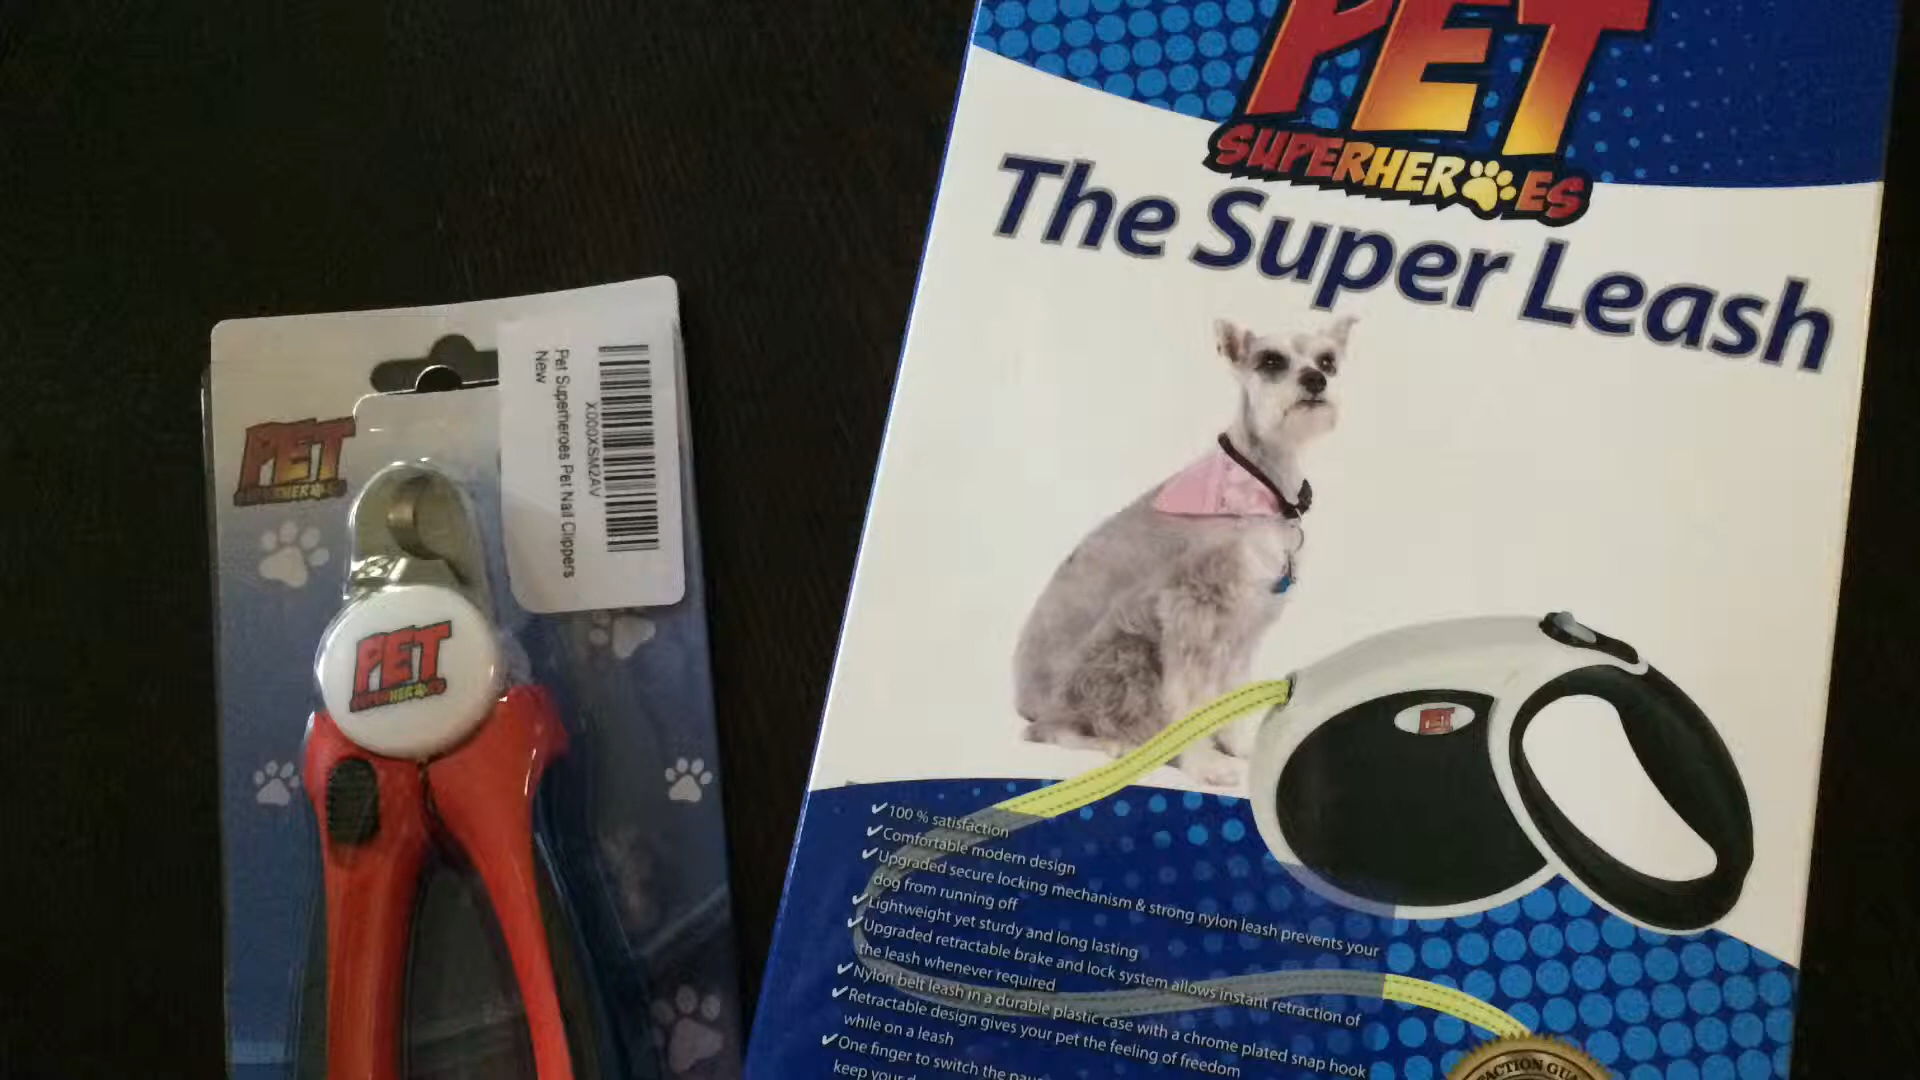 PET
SUPERHEROES
The Super Leash
PET
SUPERHEROES
X000XSM2AV
Pet Superheroes Pet Nail Clippers
New
PET
SUPERHEROES
PET
✔100 % satisfaction
✔Comfortable modern design
✔Upgraded secure locking mechanism & strong nylon leash prevents your
dog from running off
✔Lightweight yet sturdy and long lasting
✔Upgraded retractable brake and lock system allows instant retraction of
the leash whenever required
✔Nylon belt leash in a durable plastic case with a chrome plated snap hook
✔Retractable design gives your pet the feeling of freedom
while on a leash
✔One finger to switch the
keep your